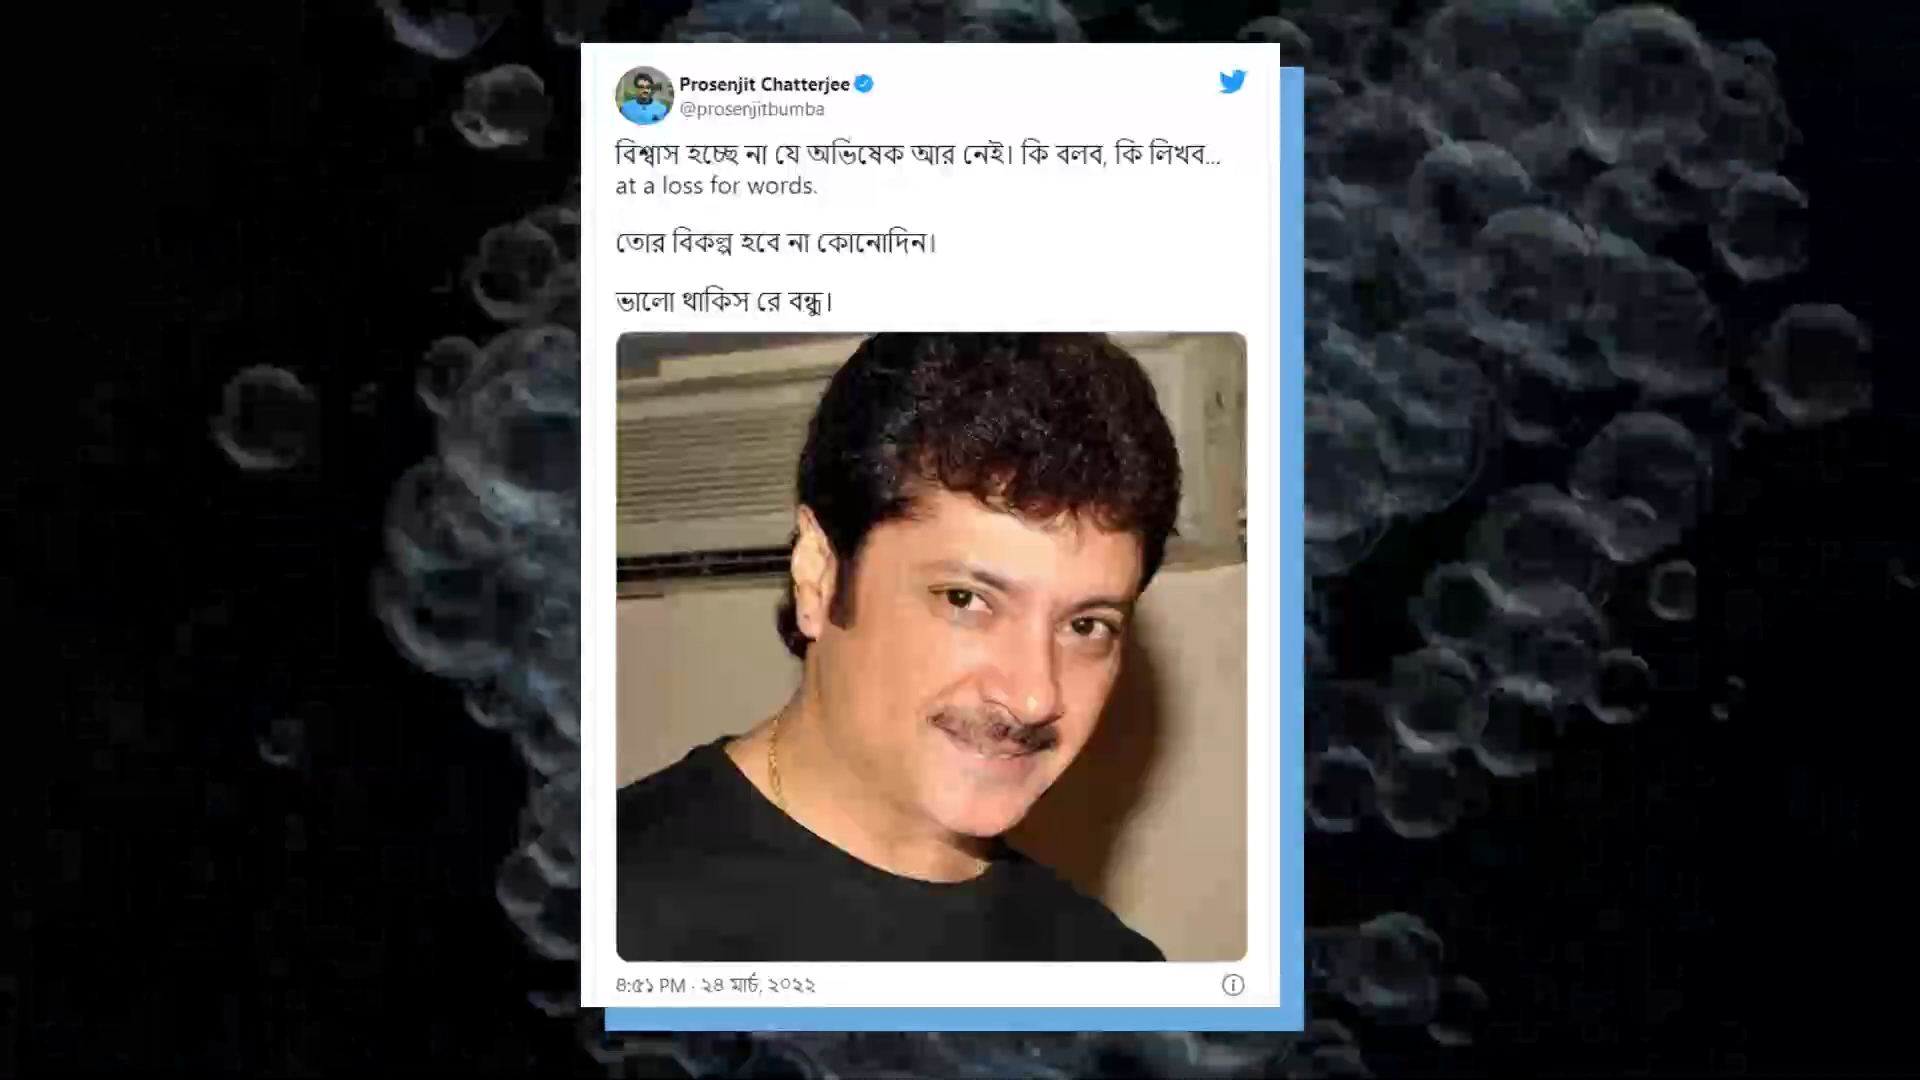 Prosenjit Chatterjee
@prosenjitbumba
বিশ্বাস হচ্ছে না যে অভিষেক আর নেই। কি বলব, কি লিখব...
at a loss for words.
তোর বিকল্প হবে না কোনোদিন।
ভালো থাকিস রে বন্ধু।
৪:৫১ PM · ২৪ মার্চ, ২০২২